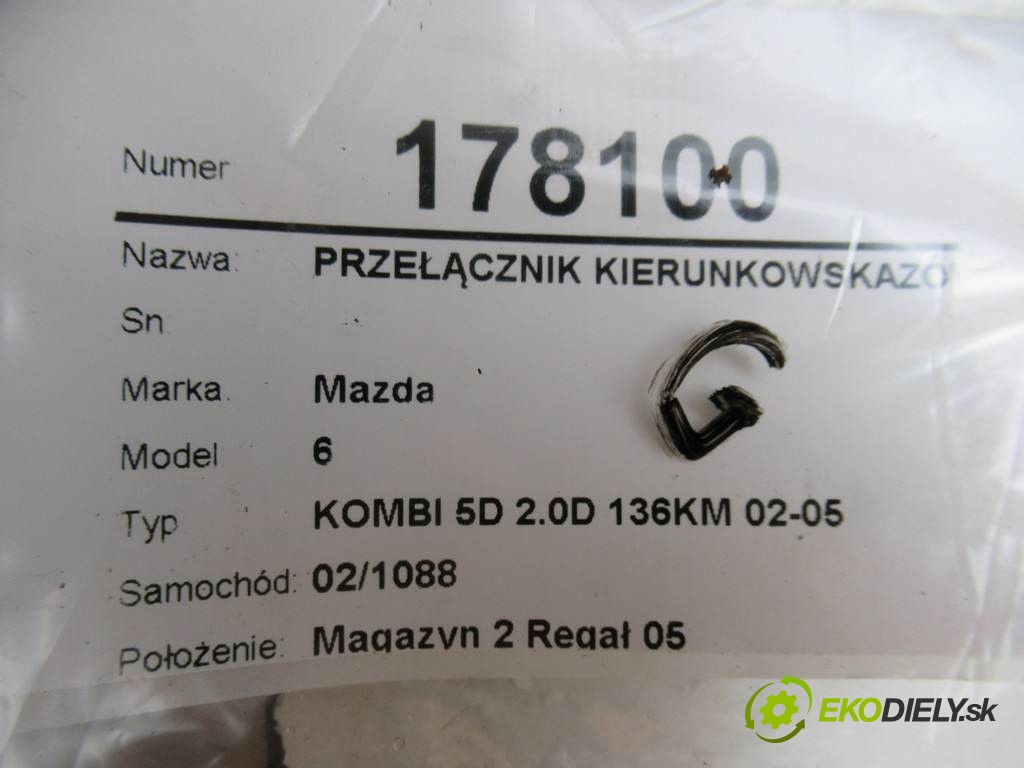 Numer 178100
Nazwa: PRZEŁĄCZNIK KIERUNKOWSKAZÓ
Sn
Marka: Mazda
Model 6
Typ KOMBI 5D 2.0D 136KM 02-05
Samochód: 02/1088
Położenie: Magazyn 2 Regał 05
G
EKODIELY.sk